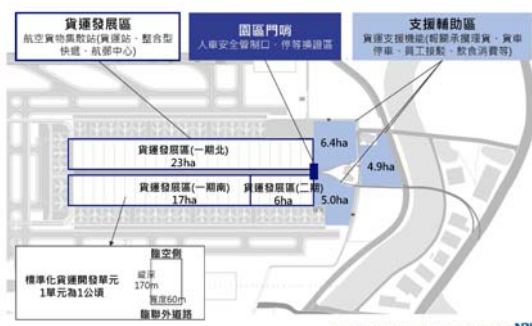 貨運發展區
航空貨物集散站(貨運站、整合型
快遞、航郵中心)
園區門哨
人車安全管制口、停等換證區
支援輔助區
貨運支援機能(報關承攬理貨、貨車
停車、員工接駁、飲食消費等)
6.4ha
4.9ha
5.0ha
貨運發展區(一期北)
23ha
貨運發展區(一期南)
17ha
貨運發展區(二期)
6ha
標準化貨運開發單元
1單元為1公頃
臨空側
縱深
170m
寬度60m
臨聯外道路